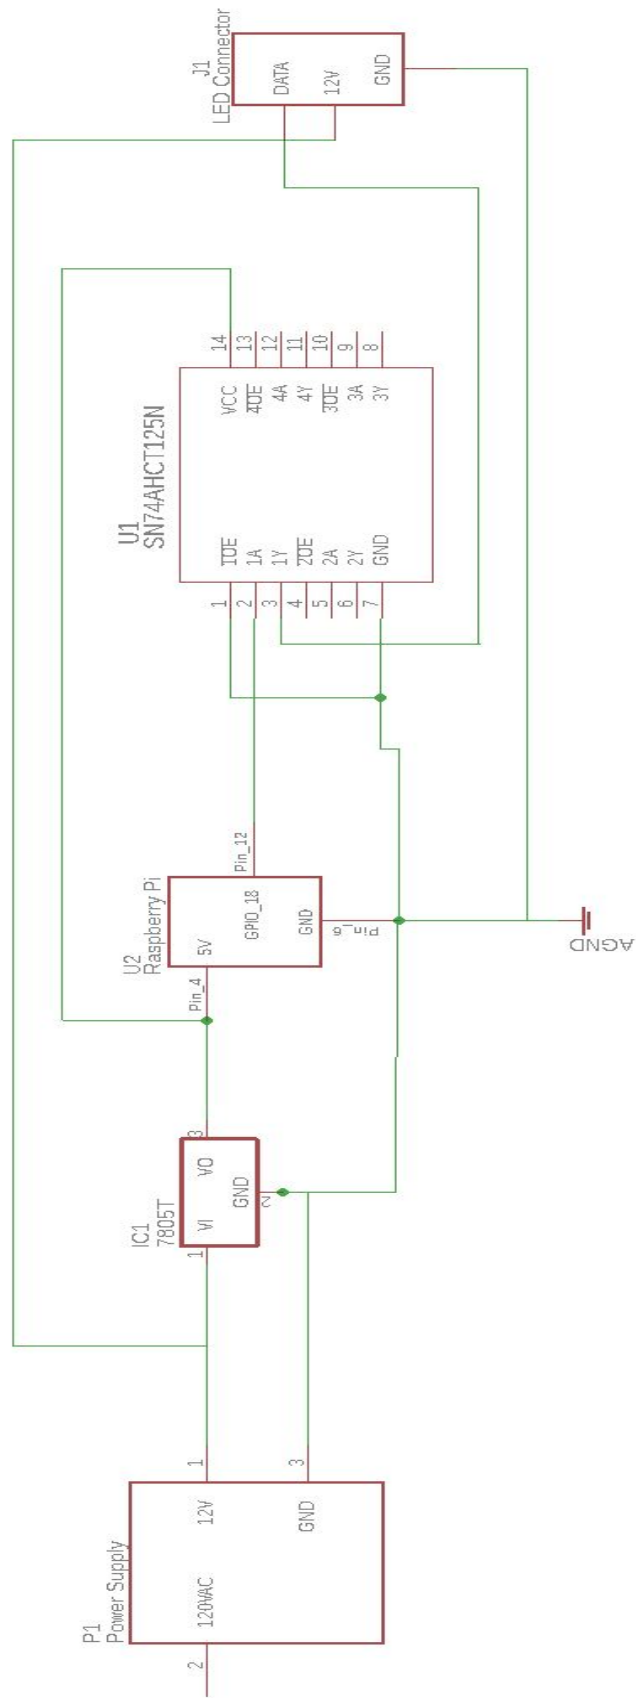 J1
LED Connector
DATA
12V
GND
14
13
12
11
10
9
8
VCC
4OE
4A
4Y
3OE
3A
3Y
U1
SN74AHCT125N
1OE
1A
1Y
2OE
2A
2Y
GND
1
2
3
4
5
6
7
Pin_12
U2
Raspberry Pi
GPIO_18
5V
GND
Pin_6
Pin_4
AGND
3
IC1
7805T
VO
VI
GND
2
1
1
3
P1
Power Supply
12V
GND
120VAC
2